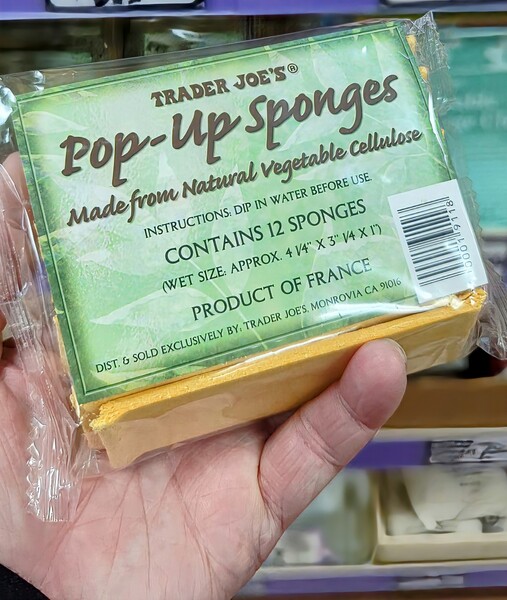 TRADER JOE'S®
Pop-Up Sponges
Made from Natural Vegetable Cellulose
INSTRUCTIONS: DIP IN WATER BEFORE USE
CONTAINS 12 SPONGES
(WET SIZE: APPROX. 4 1/4" X 3" 1/4 X 1")
PRODUCT OF FRANCE
DIST. & SOLD EXCLUSIVELY BY: TRADER JOE'S, MONROVIA CA 91016